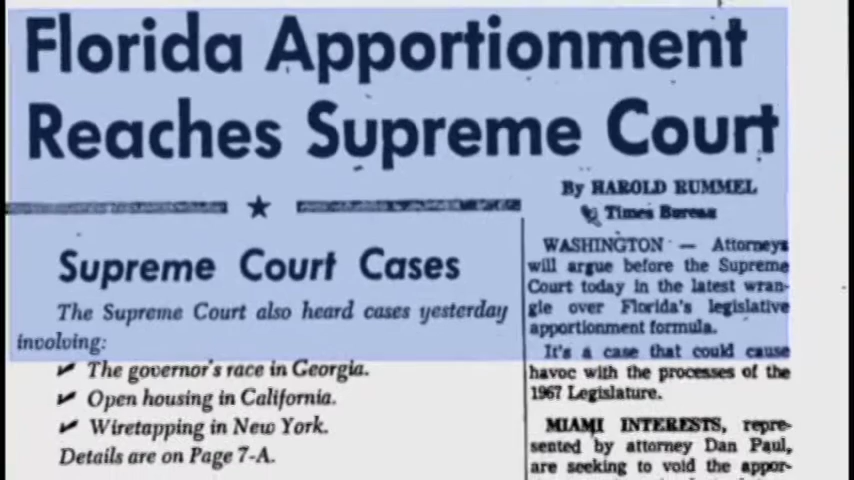 Florida Apportionment
Reaches Supreme Court
Supreme Court Cases
The Supreme Court also heard cases yesterday
involving:
✔ The governor's race in Georgia.
✔ Open housing in California.
✔ Wiretapping in New York.
Details are on Page 7-A.
By HAROLD RUMMEL
Times Bureau
WASHINGTON — Attorneys
will argue before the Supreme
Court today in the latest wran-
gle over Florida's legislative
apportionment formula.
It's a case that could cause
havoc with the processes of the
1967 Legislature.
MIAMI INTERESTS, repre-
sented by attorney Dan Paul,
are seeking to void the appor-